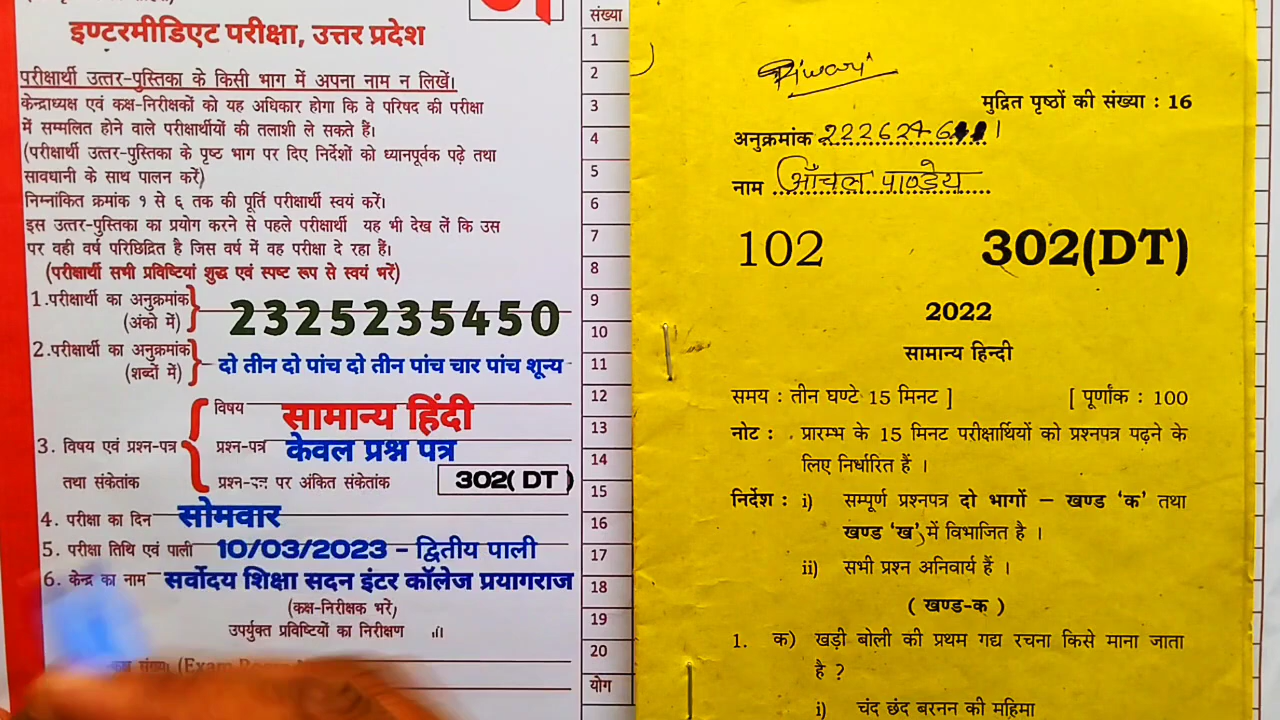 इण्टरमीडिएट परीक्षा, उत्तर प्रदेश
परीक्षार्थी उत्तर-पुस्तिका के किसी भाग में अपना नाम न लिखें।
केन्द्राध्यक्ष एवं कक्ष-निरीक्षकों को यह अधिकार होगा कि वे परिषद की परीक्षा
में सम्मलित होने वाले परीक्षार्थीयों की तलाशी ले सकते हैं।
(परीक्षार्थी उत्तर-पुस्तिका के पृष्ठ भाग पर दिए निर्देशों को ध्यानपूर्वक पढ़े तथा
सावधानी के साथ पालन करें)
निम्नांकित क्रमांक १ से ६ तक की पूर्ति परीक्षार्थी स्वयं करें।
इस उत्तर-पुस्तिका का प्रयोग करने से पहले परीक्षार्थी यह भी देख लें कि उस
पर वही वर्ष परिछिद्रित है जिस वर्ष में वह परीक्षा दे रहा हैं।
(परीक्षार्थी सभी प्रविष्टियां शुद्ध एवं स्पष्ट रूप से स्वयं भरें)
1.परीक्षार्थी का अनुक्रमांक
(अंको में)
2325235450
2.परीक्षार्थी का अनुक्रमांक
(शब्दों में)
दो तीन दो पांच दो तीन पांच चार पांच शून्य
विषय सामान्य हिंदी
3. विषय एवं प्रश्न-पत्र प्रश्न-पत्र केवल प्रश्न पत्र
तथा संकेतांक प्रश्न-पत्र पर अंकित संकेतांक 302( DT )
4. परीक्षा का दिन सोमवार
5. परीक्षा तिथि एवं पाली 10/03/2023 - द्वितीय पाली
6. केन्द्र का नाम सर्वोदय शिक्षा सदन इंटर कॉलेज प्रयागराज
(कक्ष-निरीक्षक भरें)
उपर्युक्त प्रविष्टियों का निरीक्षण
संख्या
1
2
3
4
5
6
7
8
9
10
11
12
13
14
15
16
17
18
19
20
योग
मुद्रित पृष्ठों की संख्या : 16
अनुक्रमांक
नाम आँचल पाण्डेय
102 302(DT)
2022
सामान्य हिन्दी
समय : तीन घण्टे 15 मिनट ] [ पूर्णांक : 100
नोट : प्रारम्भ के 15 मिनट परीक्षार्थियों को प्रश्नपत्र पढ़ने के
लिए निर्धारित हैं ।
निर्देश : i) सम्पूर्ण प्रश्नपत्र दो भागों – खण्ड 'क' तथा
खण्ड 'ख' में विभाजित है ।
ii) सभी प्रश्न अनिवार्य हैं ।
( खण्ड-क )
1. क) खड़ी बोली की प्रथम गद्य रचना किसे माना जाता
है ?
i) चंद छंद बरनन की महिमा